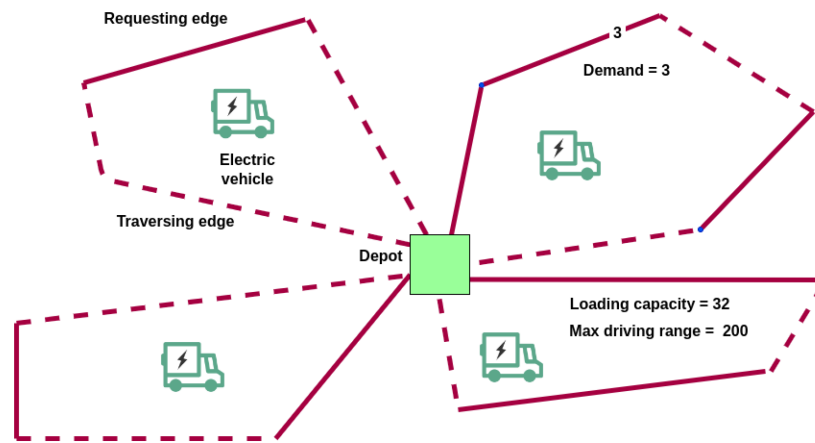 Requesting edge
3
Demand = 3
Electric
vehicle
Traversing edge
Depot
Loading capacity = 32
Max driving range = 200